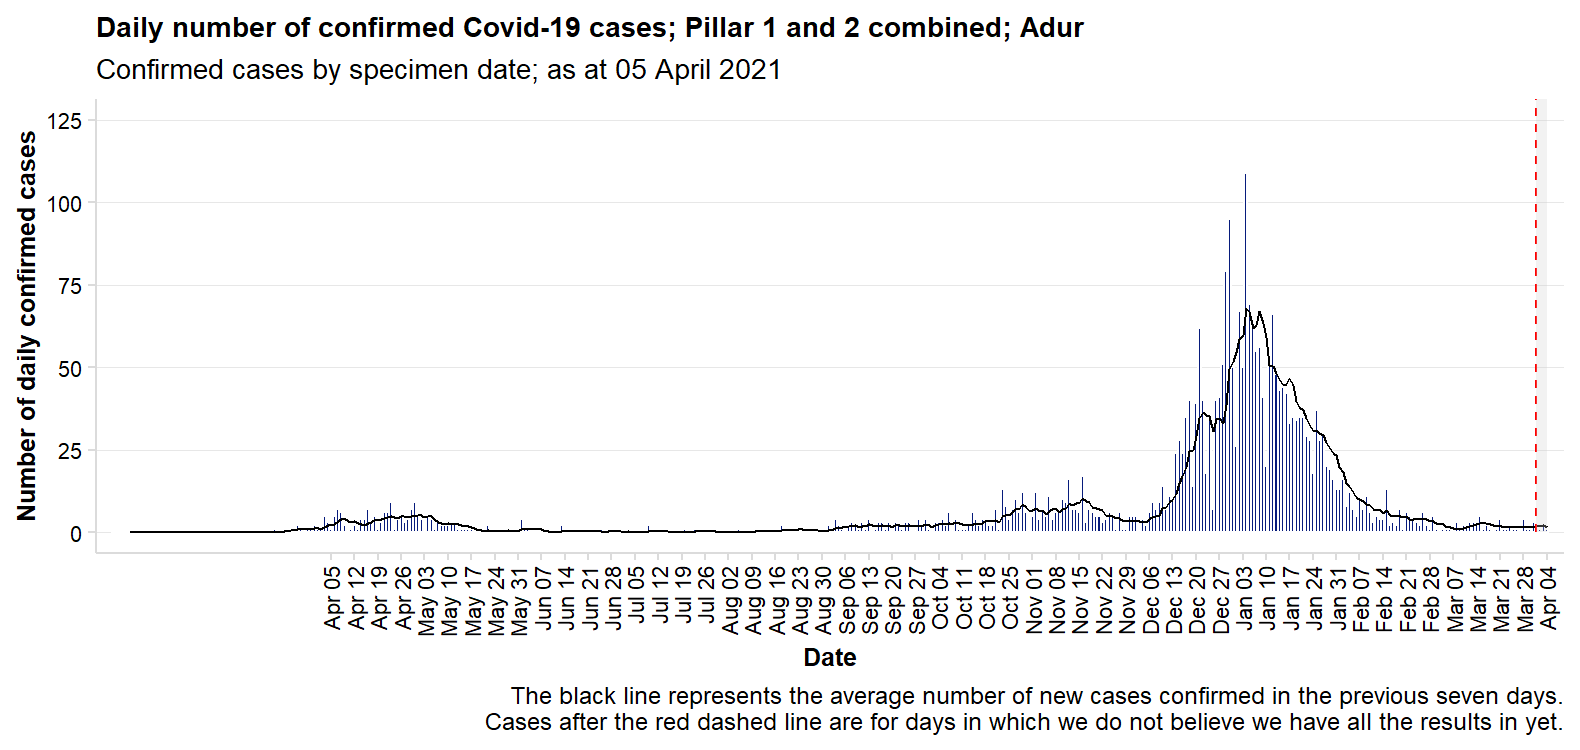 Daily number of confirmed Covid-19 cases; Pillar 1 and 2 combined; Adur
Confirmed cases by specimen date; as at 05 April 2021
Number of daily confirmed cases
125
100
75
50
25
0
Apr 05
Apr 12
Apr 19
Apr 26
May 03
May 10
May 17
May 24
May 31
Jun 07
Jun 14
Jun 21
Jun 28
Jul 05
Jul 12
Jul 19
Jul 26
Aug 02
Aug 09
Aug 16
Aug 23
Aug 30
Sep 06
Sep 13
Sep 20
Sep 27
Oct 04
Oct 11
Oct 18
Oct 25
Nov 01
Nov 08
Nov 15
Nov 22
Nov 29
Dec 06
Dec 13
Dec 20
Dec 27
Jan 03
Jan 10
Jan 17
Jan 24
Jan 31
Feb 07
Feb 14
Feb 21
Feb 28
Mar 07
Mar 14
Mar 21
Mar 28
Apr 04
Date
The black line represents the average number of new cases confirmed in the previous seven days.
Cases after the red dashed line are for days in which we do not believe we have all the results in yet.